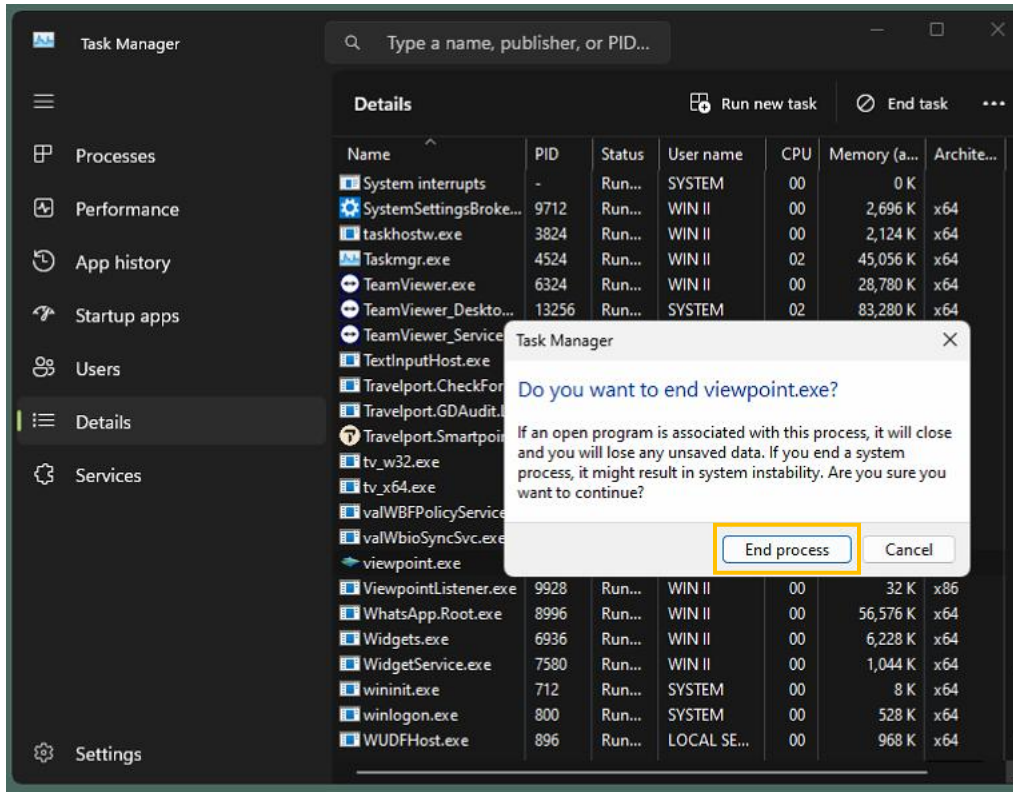 Task Manager
Type a name, publisher, or PID...
Details
Run new task
End task
Processes
Performance
App history
Startup apps
Users
Details
Services
Settings
Name PID Status User name CPU Memory (a... Archite...
System interrupts - Run... SYSTEM 00 0 K
SystemSettingsBroke... 9712 Run... WIN II 00 2,696 K x64
taskhostw.exe 3824 Run... WIN II 00 2,124 K x64
Taskmgr.exe 4524 Run... WIN II 02 45,056 K x64
TeamViewer.exe 6324 Run... WIN II 00 28,780 K x64
TeamViewer_Deskto... 13256 Run... SYSTEM 02 83,280 K x64
TeamViewer_Service
TextInputHost.exe
Travelport.CheckFor
Travelport.GDAudit.
Travelport.Smartpoi
tv_w32.exe
tv_x64.exe
valWBFPolicyService
valWbioSyncSvc.exe
viewpoint.exe
ViewpointListener.exe 9928 Run... WIN II 00 32 K x86
WhatsApp.Root.exe 8996 Run... WIN II 00 56,576 K x64
Widgets.exe 6936 Run... WIN II 00 6,228 K x64
WidgetService.exe 7580 Run... WIN II 00 1,044 K x64
wininit.exe 712 Run... SYSTEM 00 8 K x64
winlogon.exe 800 Run... SYSTEM 00 528 K x64
WUDFHost.exe 896 Run... LOCAL SE... 00 968 K x64
Task Manager
Do you want to end viewpoint.exe?
If an open program is associated with this process, it will close
and you will lose any unsaved data. If you end a system
process, it might result in system instability. Are you sure you
want to continue?
End process
Cancel